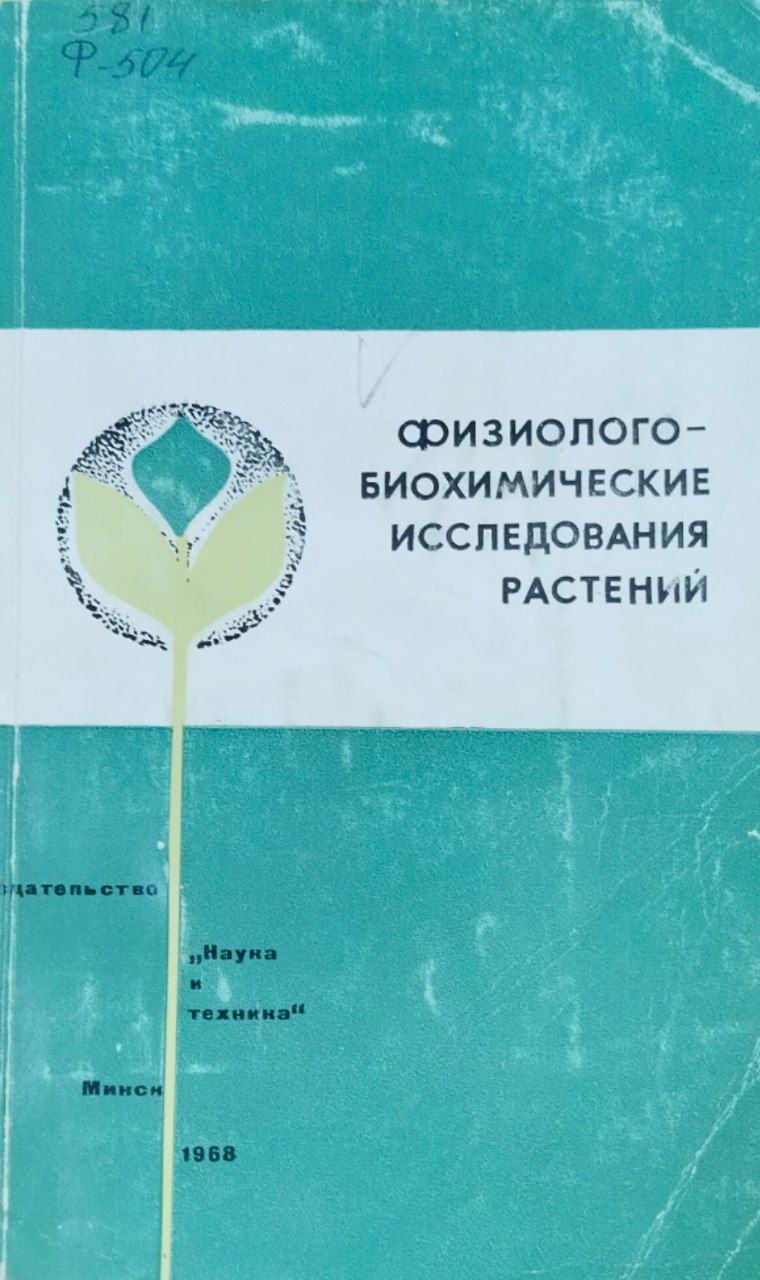 581
Ф-504
ФИЗИОЛОГО-
БИОХИМИЧЕСКИЕ
ИССЛЕДОВАНИЯ
РАСТЕНИЙ
здательство
„Наука
и
техника“
Минск
1968